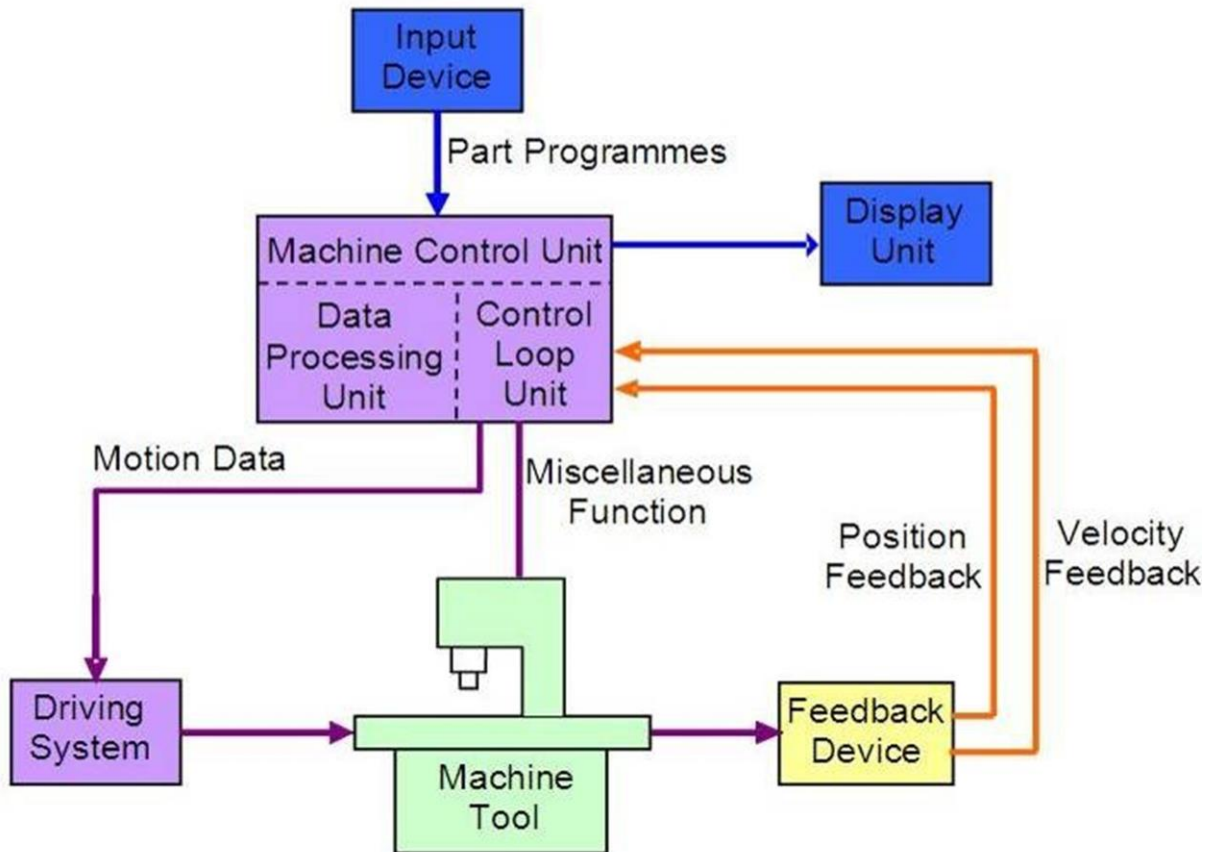 Input
Device
Part Programmes
Display
Unit
Machine Control Unit
Data
Processing
Unit
Control
Loop
Unit
Motion Data
Miscellaneous
Function
Position
Feedback
Velocity
Feedback
Driving
System
Machine
Tool
Feedback
Device